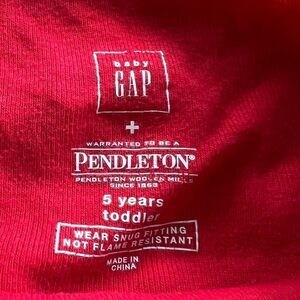 baby
GAP
+
WARRANTED TO BE A
PENDLETON®
PENDLETON WOOLEN MILLS
SINCE 1863
5 years
toddler
WEAR SNUG FITTING
NOT FLAME RESISTANT
MADE IN
CHINA